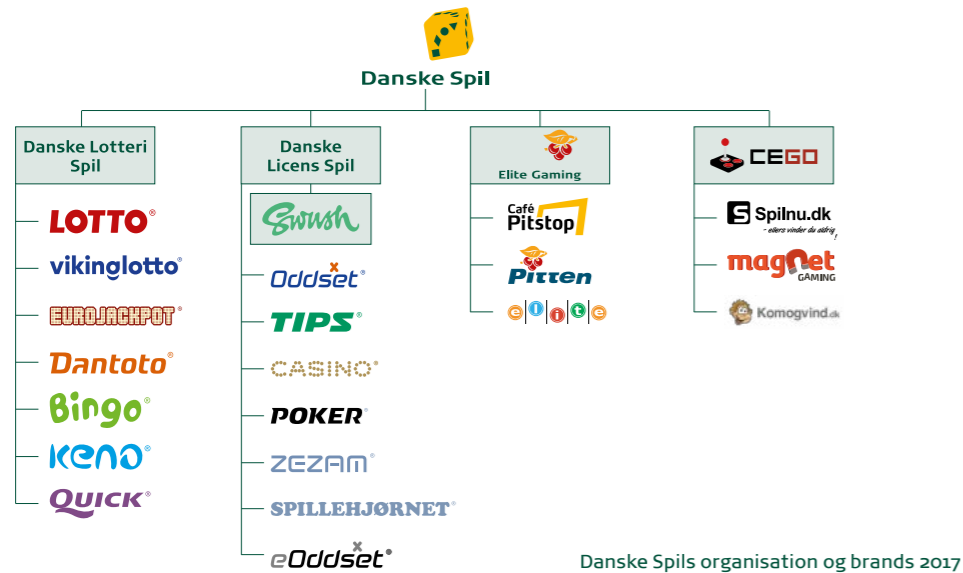 Danske Spil
Danske Lotteri
Spil
LOTTO®
vikinglotto®
EUROJACKPOT®
Dantoto®
Bingo®
Keno®
QUICK®
Danske
Licens Spil
Swush
Oddset®
TIPS®
CASINO®
POKER®
ZEZAM®
SPILLEHJØRNET®
eOddset®
Elite Gaming
Café
Pitstop
Pitten
elite
CEGO
S Spilnu.dk
- ellers vinder du aldrig!
magnet
GAMING
Komogvind.dk
Danske Spils organisation og brands 2017